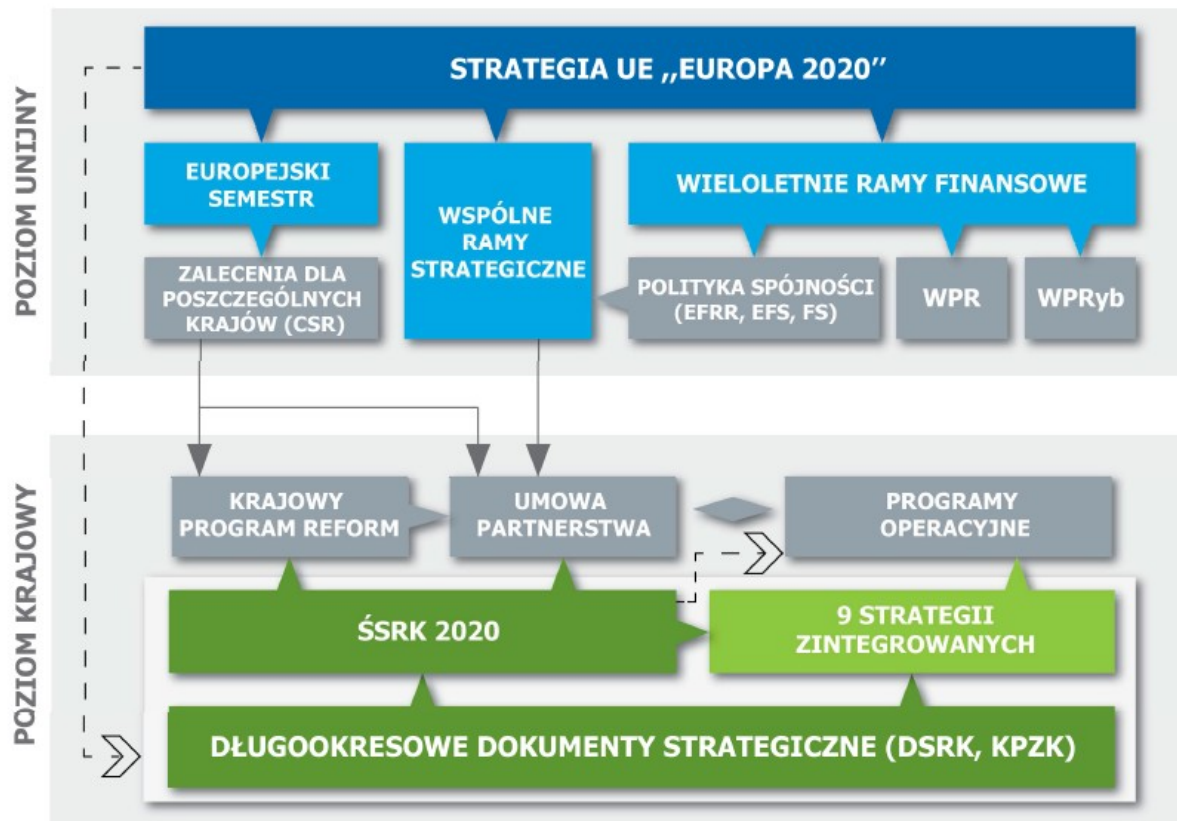 POZIOM UNIJNY
STRATEGIA UE ,,EUROPA 2020”
EUROPEJSKI
SEMESTR
WSPÓLNE
RAMY
STRATEGICZNE
WIELOLETNIE RAMY FINANSOWE
ZALECENIA DLA
POSZCZEGÓLNYCH
KRAJÓW (CSR)
POLITYKA SPÓJNOŚCI
(EFRR, EFS, FS)
WPR
WPRyb
POZIOM KRAJOWY
KRAJOWY
PROGRAM REFORM
UMOWA
PARTNERSTWA
PROGRAMY
OPERACYJNE
ŚSRK 2020
9 STRATEGII
ZINTEGROWANYCH
DŁUGOOKRESOWE DOKUMENTY STRATEGICZNE (DSRK, KPZK)